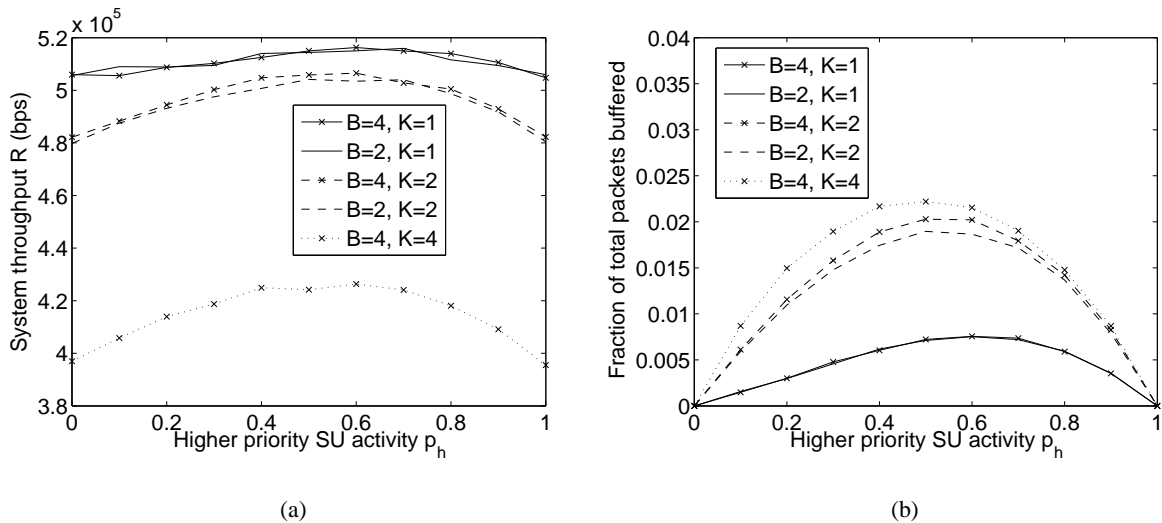 x 10^5
5.2
5
4.8
4.6
4.4
4.2
4
3.8
0
0.2
0.4
0.6
0.8
1
System throughput R (bps)
Higher priority SU activity p_h
B=4, K=1
B=2, K=1
B=4, K=2
B=2, K=2
B=4, K=4
(a)
0.04
0.035
0.03
0.025
0.02
0.015
0.01
0.005
0
0
0.2
0.4
0.6
0.8
1
Fraction of total packets buffered
Higher priority SU activity p_h
B=4, K=1
B=2, K=1
B=4, K=2
B=2, K=2
B=4, K=4
(b)